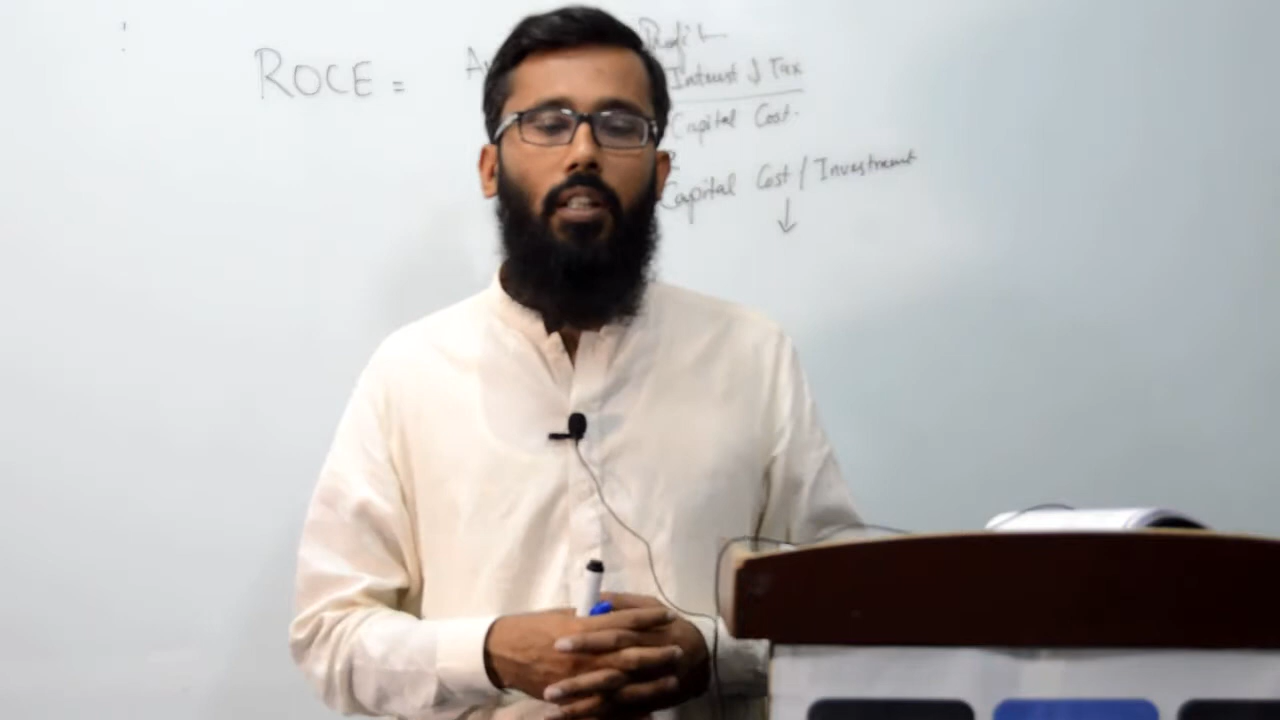 ROCE = Profit
Interest & Tax
Capital Cost
Capital Cost / Investment